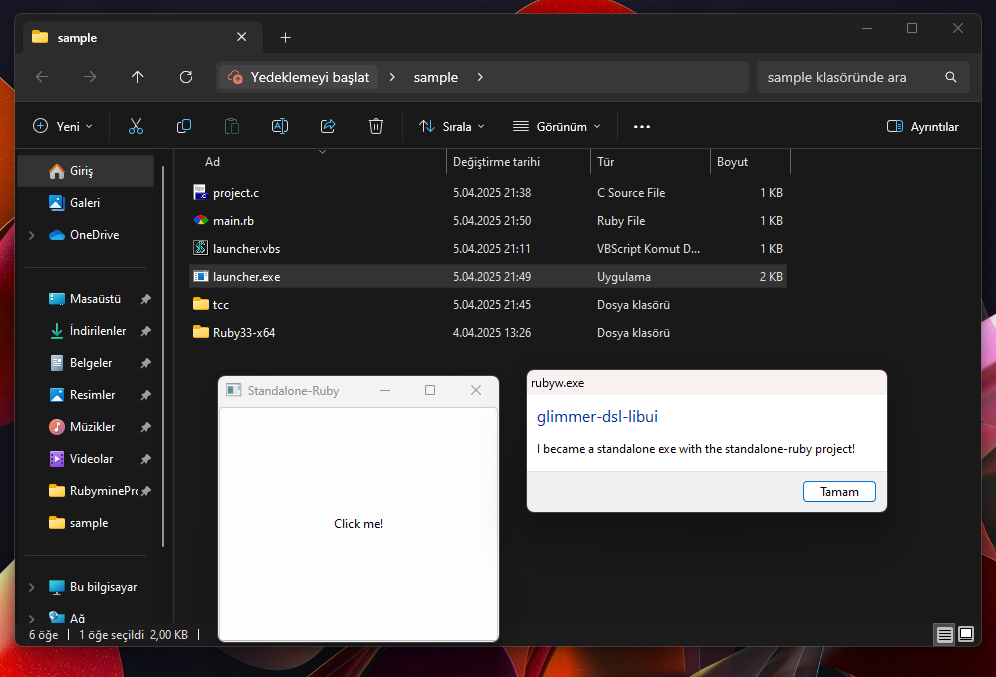 sample
Yedeklemeyi başlat
sample
sample klasöründe ara
Yeni
Sırala
Görünüm
Ayrıntılar
Giriş
Galeri
OneDrive
Masaüstü
İndirilenler
Belgeler
Resimler
Müzikler
Videolar
RubyminePro
sample
Bu bilgisayar
Ağ
Ad Değiştirme tarihi Tür Boyut
project.c 5.04.2025 21:38 C Source File 1 KB
main.rb 5.04.2025 21:50 Ruby File 1 KB
launcher.vbs 5.04.2025 21:11 VBScript Komut D... 1 KB
launcher.exe 5.04.2025 21:49 Uygulama 2 KB
tcc 5.04.2025 21:45 Dosya klasörü
Ruby33-x64 4.04.2025 13:26 Dosya klasörü
Standalone-Ruby
Click me!
rubyw.exe
glimmer-dsl-libui
I became a standalone exe with the standalone-ruby project!
Tamam
6 öğe | 1 öğe seçildi 2,00 KB |